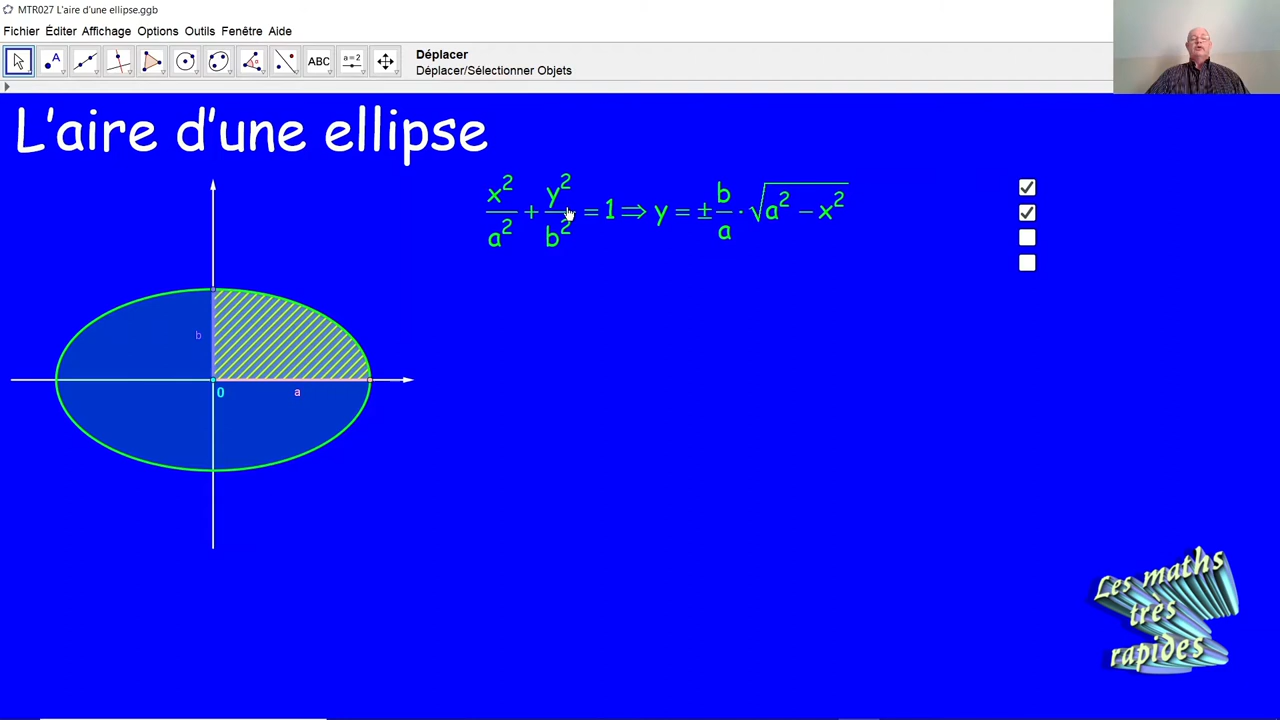 MTR027 L'aire d'une ellipse.ggb
Fichier Éditer Affichage Options Outils Fenêtre Aide
A
ABC
a=2
Déplacer
Déplacer/Sélectionner Objets
L'aire d'une ellipse
x²/a² + y²/b² = 1 ⇒ y = ± b/a · √(a² − x²)
b
0
a
Les maths
très
rapides